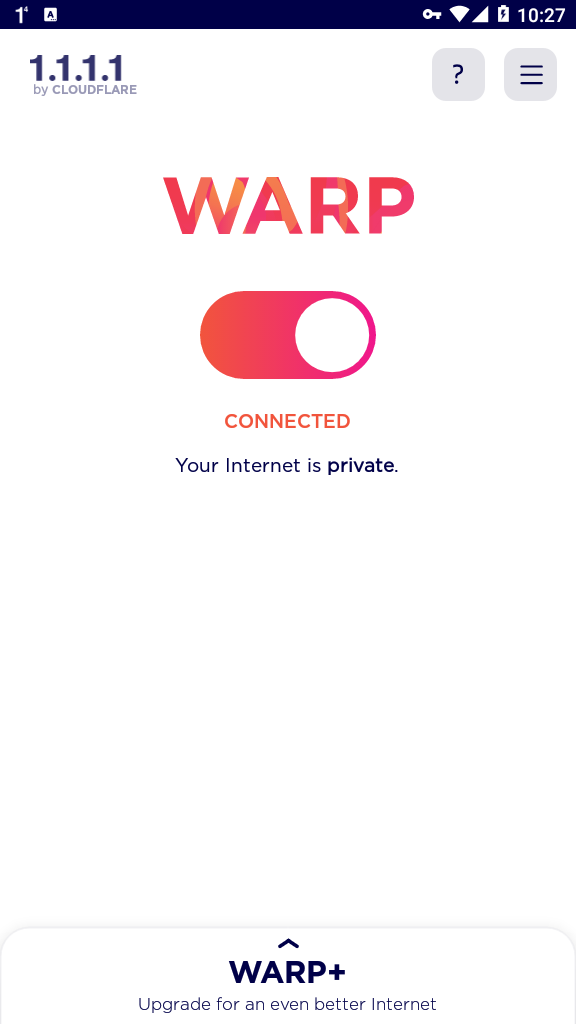 10:27
1.1.1.1
by CLOUDFLARE
?
WARP
CONNECTED
Your Internet is private.
WARP+
Upgrade for an even better Internet